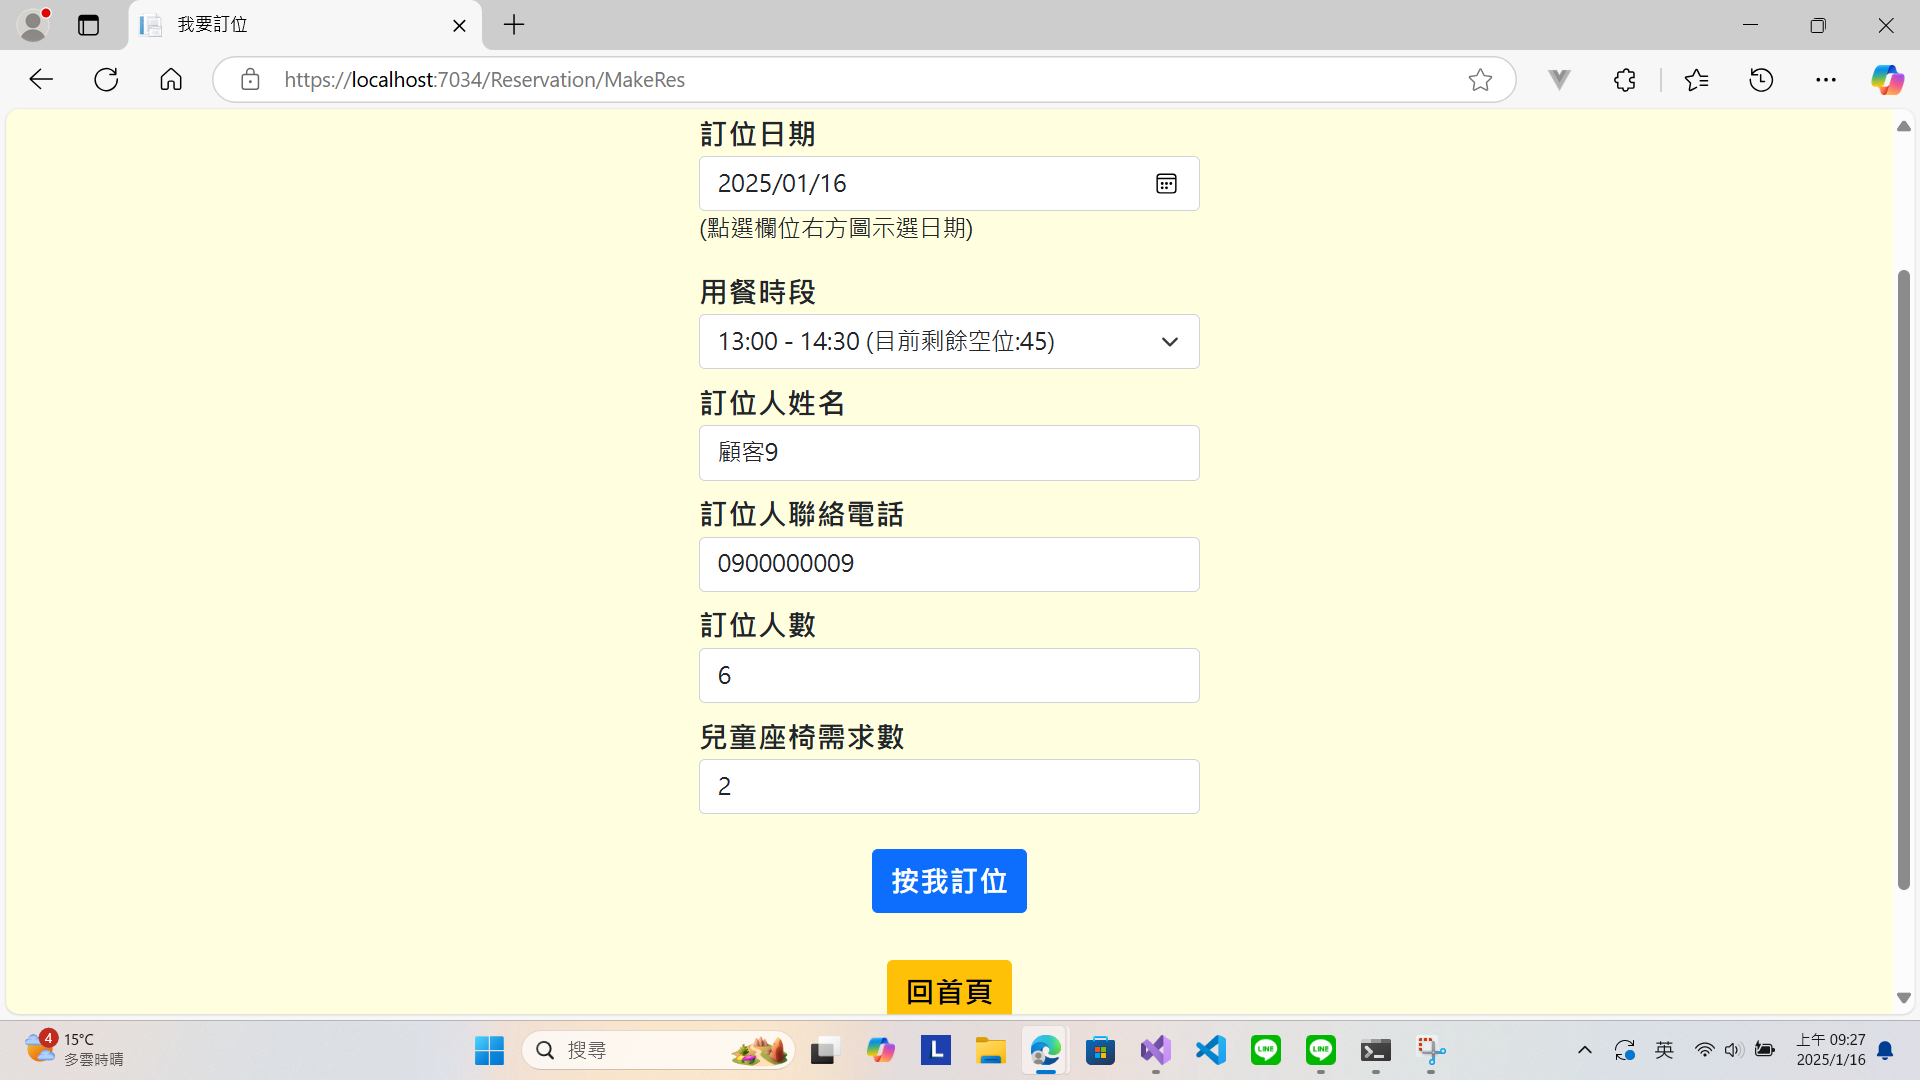 我要訂位
https://localhost:7034/Reservation/MakeRes
訂位日期
2025/01/16
(點選欄位右方圖示選日期)
用餐時段
13:00 - 14:30 (目前剩餘空位:45)
訂位人姓名
顧客9
訂位人聯絡電話
0900000009
訂位人數
6
兒童座椅需求數
2
按我訂位
回首頁
4
15°C
多雲時晴
搜尋
L
LINE
LINE
英
上午 09:27
2025/1/16